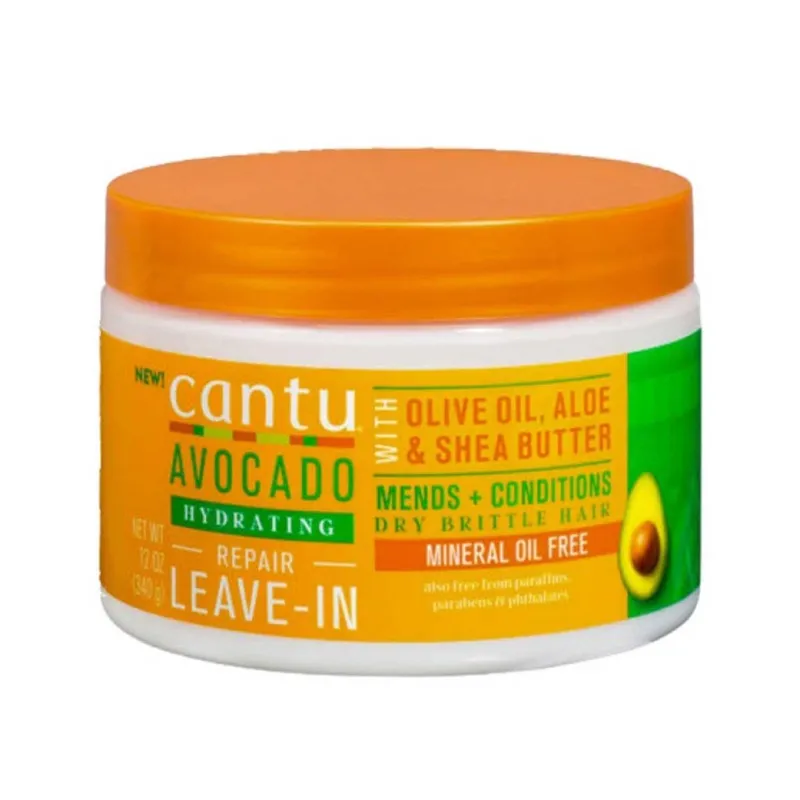 NEW!
cantu®
AVOCADO
HYDRATING
REPAIR
LEAVE-IN
NET WT
12 OZ
(340 g)
WITH
OLIVE OIL, ALOE
& SHEA BUTTER
MENDS + CONDITIONS
DRY BRITTLE HAIR
MINERAL OIL FREE
also free from paraffins,
parabens & phthalates